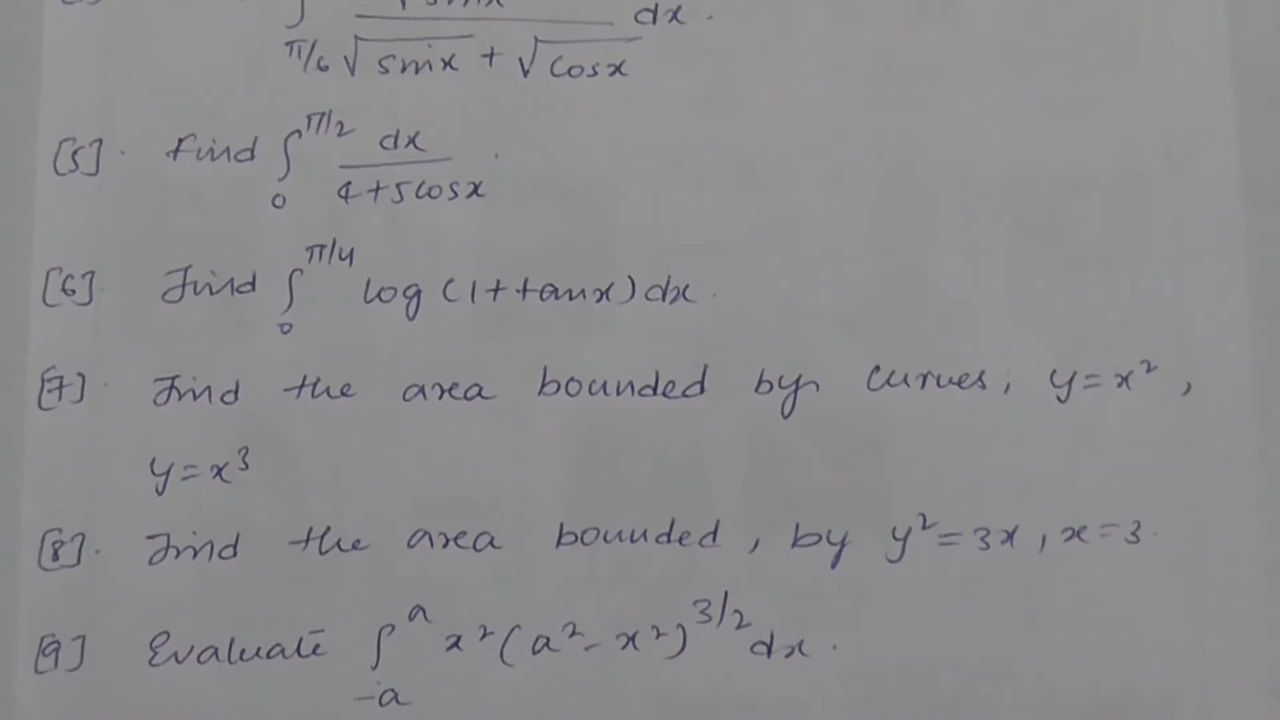 dx.
π/6 √sinx + √cosx
[5]. Find ∫₀^π/2 dx / 4+5cosx.
[6]. Find ∫₀^π/4 log(1+tanx)dx.
[7]. Find the area bounded by curves, y=x²,
y=x³
[8]. Find the area bounded, by y²=3x, x=3.
[9] Evaluate ∫₋ₐ^a x²(a²-x²)^3/2 dx.